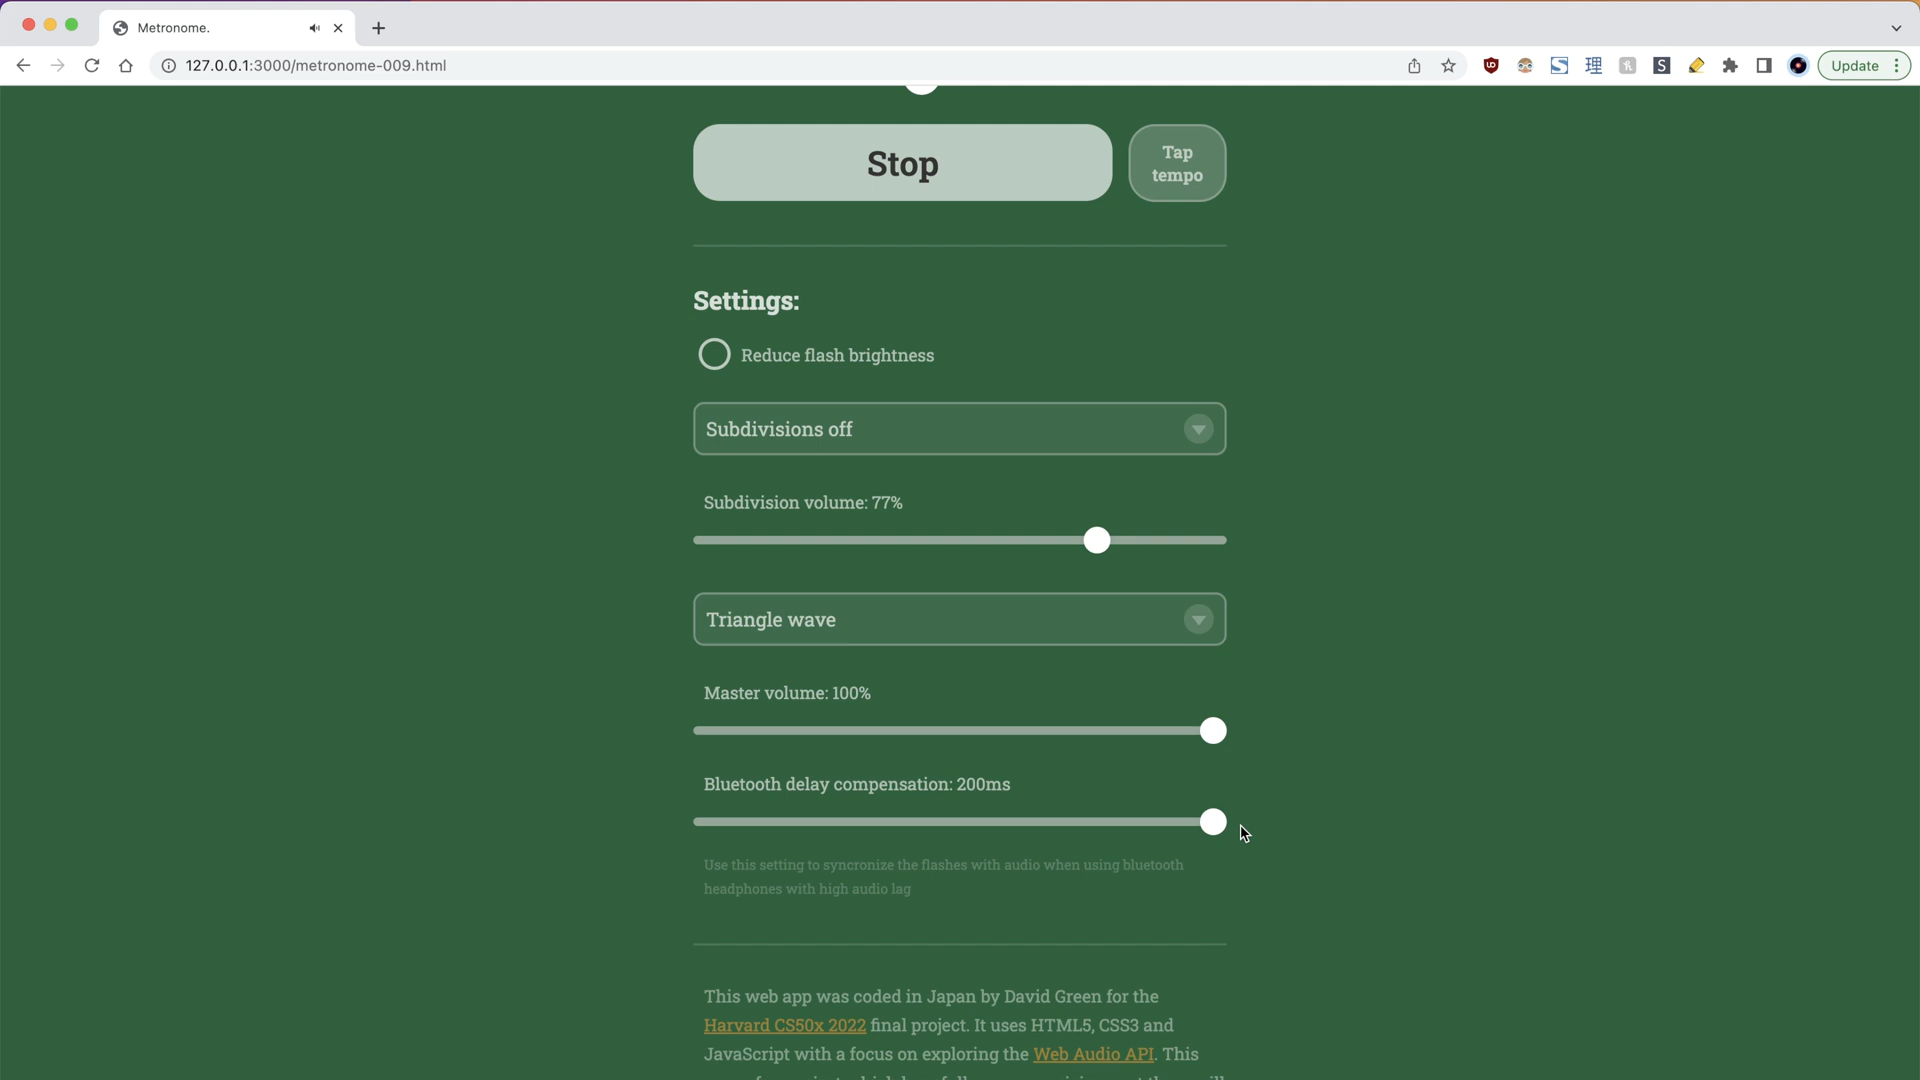 Metronome.
127.0.0.1:3000/metronome-009.html
Update
Stop
Tap
tempo
Settings:
Reduce flash brightness
Subdivisions off
Subdivision volume: 77%
Triangle wave
Master volume: 100%
Bluetooth delay compensation: 200ms
Use this setting to syncronize the flashes with audio when using bluetooth
headphones with high audio lag
This web app was coded in Japan by David Green for the
Harvard CS50x 2022 final project. It uses HTML5, CSS3 and
JavaScript with a focus on exploring the Web Audio API. This